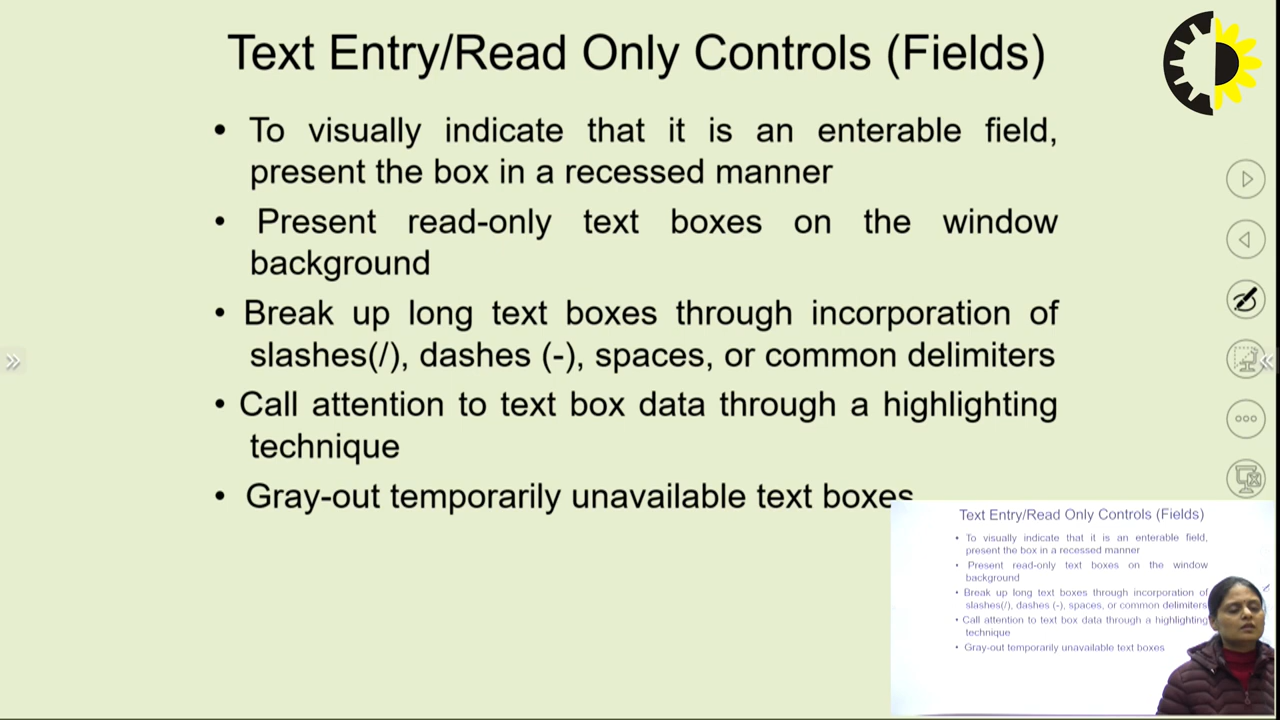 Text Entry/Read Only Controls (Fields)
• To visually indicate that it is an enterable field,
present the box in a recessed manner
• Present read-only text boxes on the window
background
• Break up long text boxes through incorporation of
slashes(/), dashes (-), spaces, or common delimiters
• Call attention to text box data through a highlighting
technique
• Gray-out temporarily unavailable text boxes
Text Entry/Read Only Controls (Fields)
• To visually indicate that it is an enterable field,
present the box in a recessed manner
• Present read-only text boxes on the window
background
• Break up long text boxes through incorporation of
slashes(/), dashes (-), spaces, or common delimiters
• Call attention to text box data through a highlighting
technique
• Gray-out temporarily unavailable text boxes